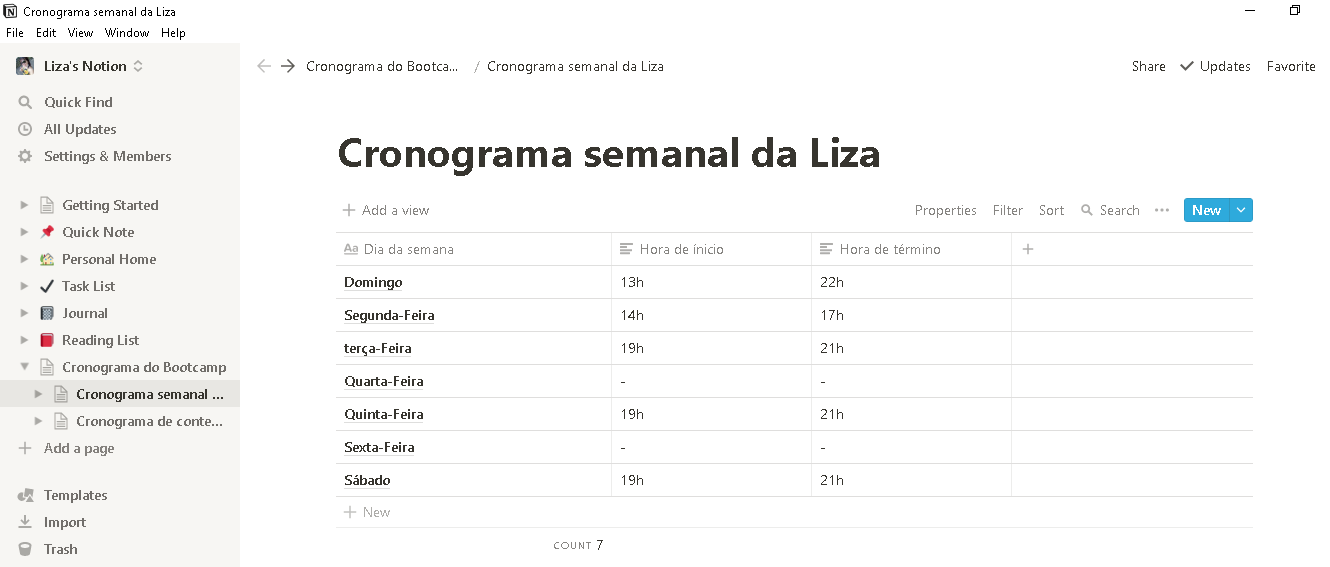 Cronograma semanal da Liza
File Edit View Window Help
Liza's Notion
Quick Find
All Updates
Settings & Members
Getting Started
Quick Note
Personal Home
Task List
Journal
Reading List
Cronograma do Bootcamp
Cronograma semanal ...
Cronograma de conte...
Add a page
Templates
Import
Trash
Cronograma do Bootca... / Cronograma semanal da Liza
Share Updates Favorite
Cronograma semanal da Liza
Add a view Properties Filter Sort Search ... New
Aa Dia da semana Hora de ínicio Hora de término +
Domingo 13h 22h
Segunda-Feira 14h 17h
terça-Feira 19h 21h
Quarta-Feira - -
Quinta-Feira 19h 21h
Sexta-Feira - -
Sábado 19h 21h
+ New
COUNT 7